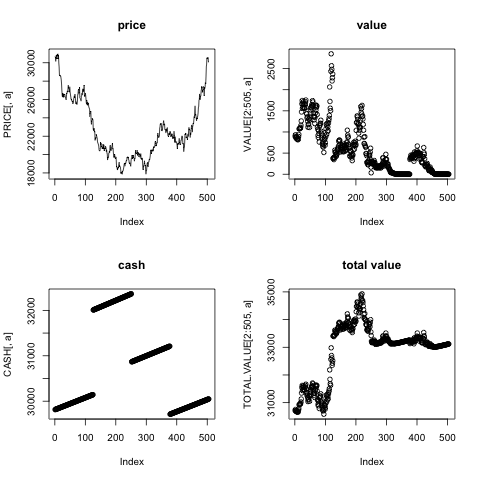 price
PRICE[, a]
18000 22000 26000 30000
0 100 200 300 400 500
Index
value
VALUE[2:505, a]
0 500 1500 2500
0 100 200 300 400 500
Index
cash
CASH[, a]
30000 31000 32000
0 100 200 300 400 500
Index
total value
TOTAL.VALUE[2:505, a]
31000 33000 35000
0 100 200 300 400 500
Index